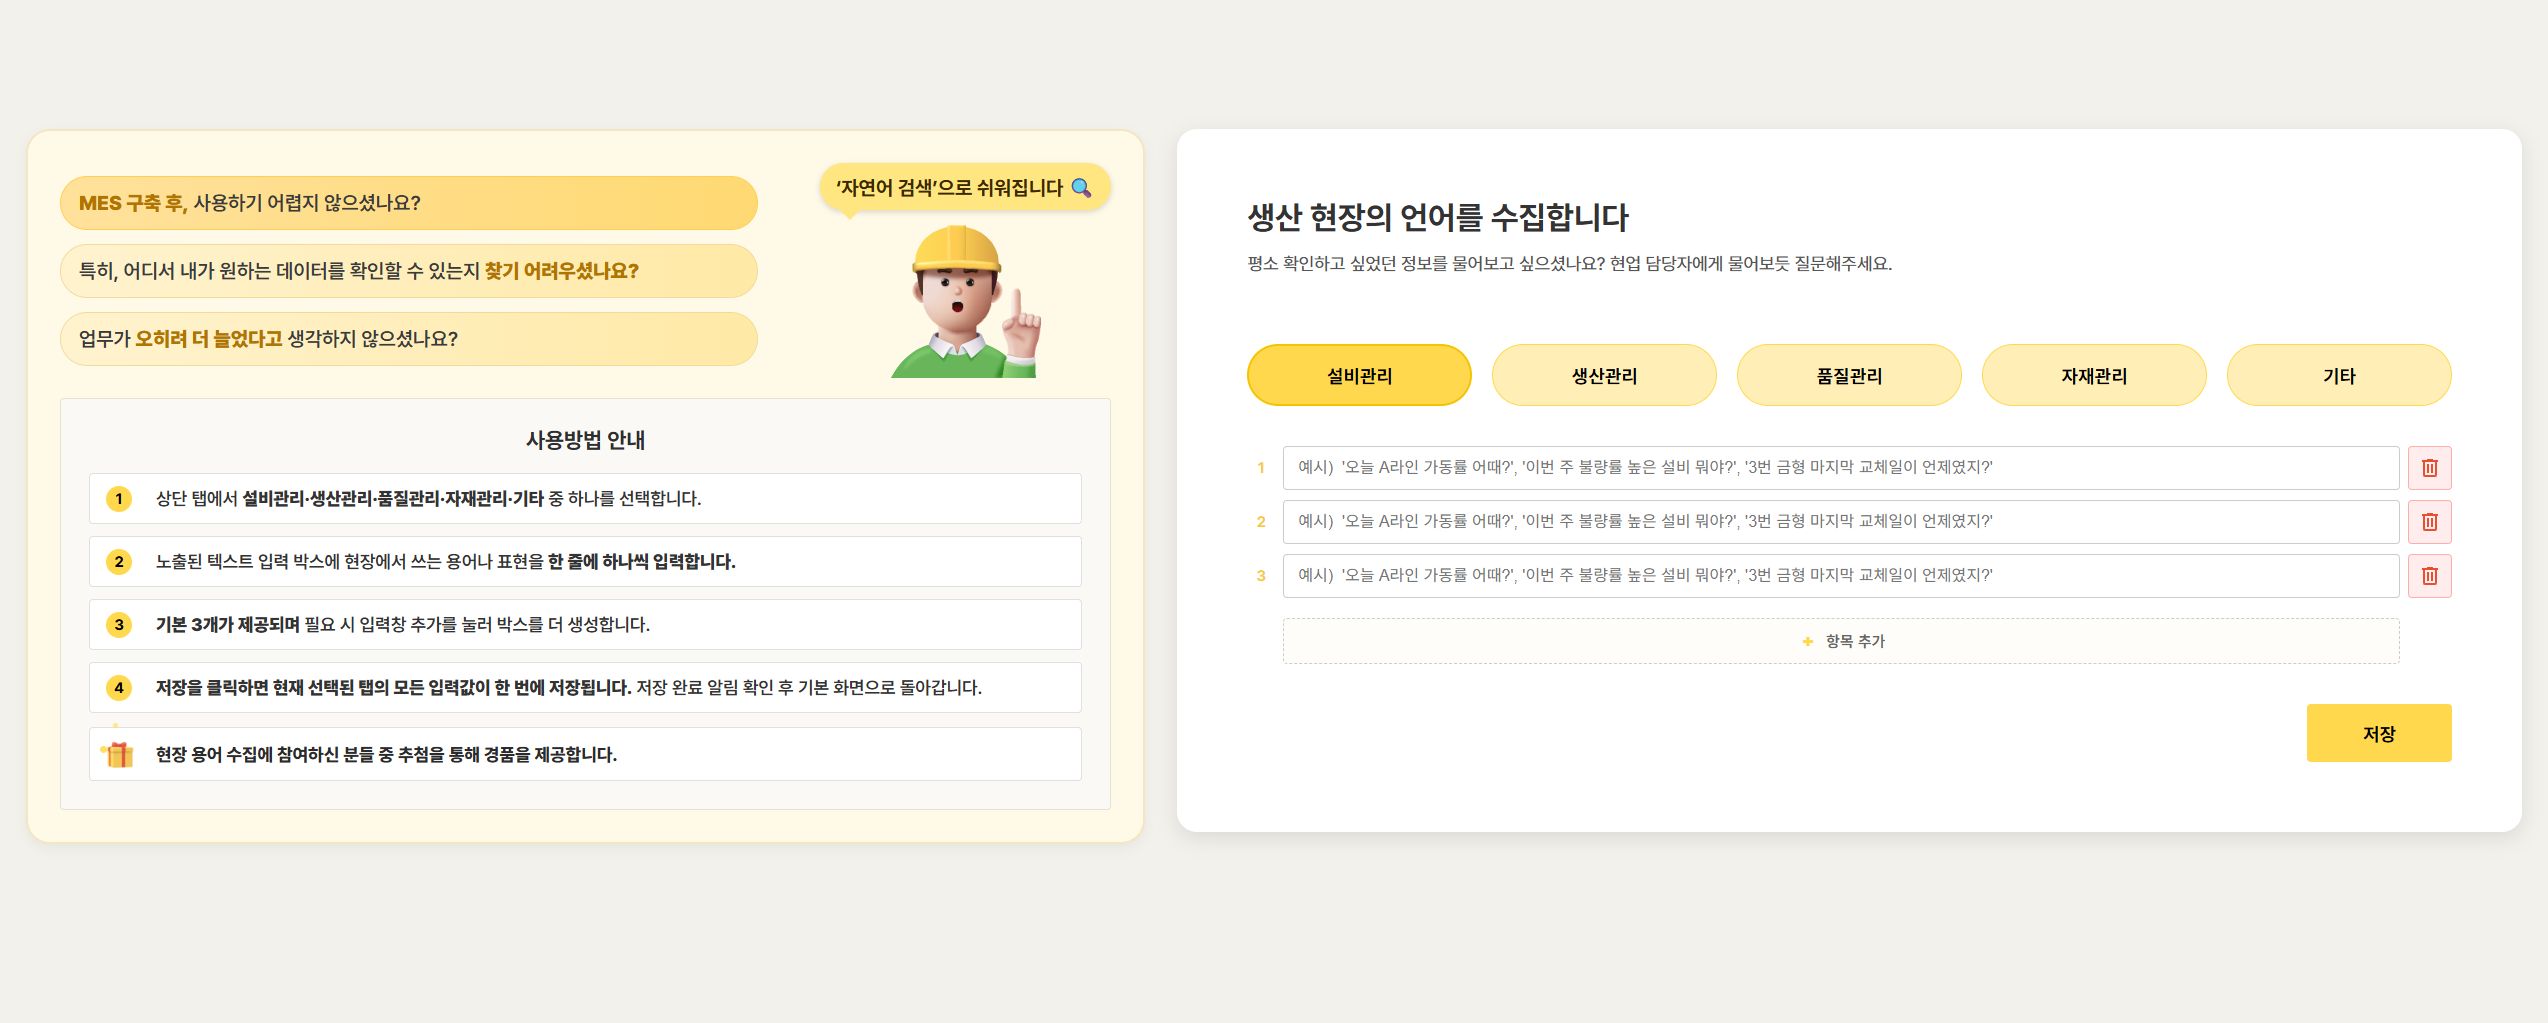 MES 구축 후, 사용하기 어렵지 않으셨나요?
특히, 어디서 내가 원하는 데이터를 확인할 수 있는지 찾기 어려우셨나요?
업무가 오히려 더 늘었다고 생각하지 않으셨나요?
‘자연어 검색’으로 쉬워집니다
사용방법 안내
1 상단 탭에서 설비관리·생산관리·품질관리·자재관리·기타 중 하나를 선택합니다.
2 노출된 텍스트 입력 박스에 현장에서 쓰는 용어나 표현을 한 줄에 하나씩 입력합니다.
3 기본 3개가 제공되며 필요 시 입력창 추가를 눌러 박스를 더 생성합니다.
4 저장을 클릭하면 현재 선택된 탭의 모든 입력값이 한 번에 저장됩니다. 저장 완료 알림 확인 후 기본 화면으로 돌아갑니다.
현장 용어 수집에 참여하신 분들 중 추첨을 통해 경품을 제공합니다.
생산 현장의 언어를 수집합니다
평소 확인하고 싶었던 정보를 물어보고 싶으셨나요? 현업 담당자에게 물어보듯 질문해주세요.
설비관리 생산관리 품질관리 자재관리 기타
1 예시) '오늘 A라인 가동률 어때?', '이번 주 불량률 높은 설비 뭐야?', '3번 금형 마지막 교체일이 언제였지?'
2 예시) '오늘 A라인 가동률 어때?', '이번 주 불량률 높은 설비 뭐야?', '3번 금형 마지막 교체일이 언제였지?'
3 예시) '오늘 A라인 가동률 어때?', '이번 주 불량률 높은 설비 뭐야?', '3번 금형 마지막 교체일이 언제였지?'
+ 항목 추가
저장